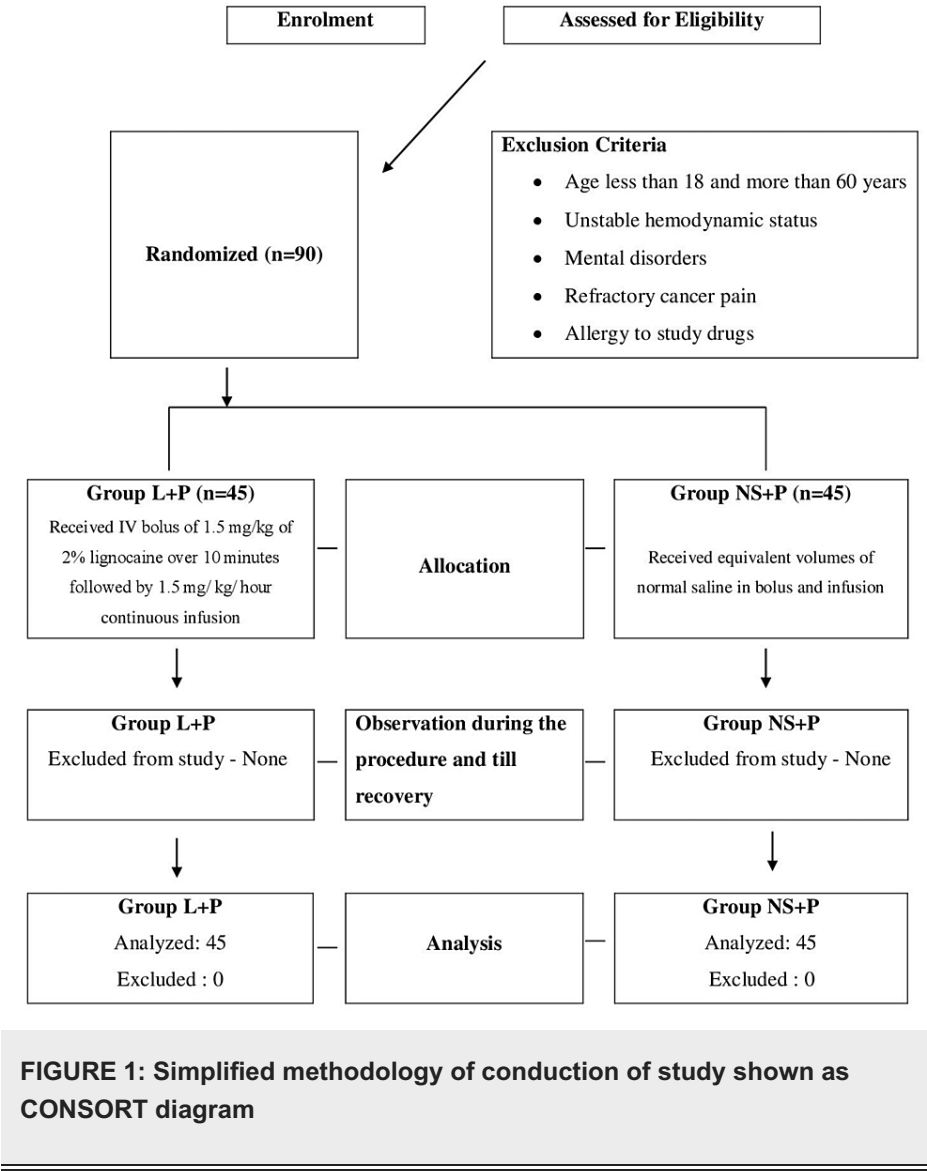 Enrolment
Assessed for Eligibility
Randomized (n=90)
Exclusion Criteria
• Age less than 18 and more than 60 years
• Unstable hemodynamic status
• Mental disorders
• Refractory cancer pain
• Allergy to study drugs
Group L+P (n=45)
Received IV bolus of 1.5 mg/kg of
2% lignocaine over 10 minutes
followed by 1.5 mg/ kg/ hour
continuous infusion
Allocation
Group NS+P (n=45)
Received equivalent volumes of
normal saline in bolus and infusion
Group L+P
Excluded from study - None
Observation during the
procedure and till
recovery
Group NS+P
Excluded from study - None
Group L+P
Analyzed: 45
Excluded : 0
Analysis
Group NS+P
Analyzed: 45
Excluded : 0
FIGURE 1: Simplified methodology of conduction of study shown as
CONSORT diagram